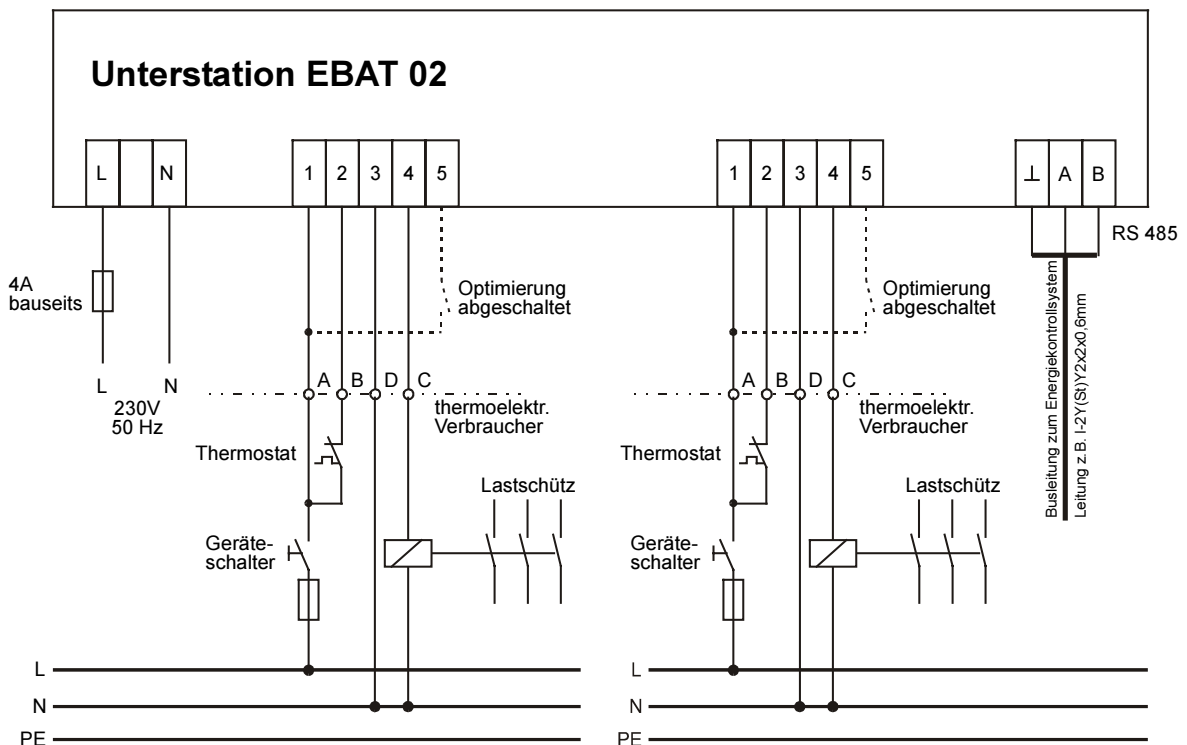 Unterstation EBAT 02
L N
1 2 3 4 5
1 2 3 4 5
⊥ A B
RS 485
4A
bauseits
L N
230V
50 Hz
Optimierung
abgeschaltet
A B D C
thermoelektr.
Verbraucher
Thermostat
Lastschütz
Geräte-
schalter
Optimierung
abgeschaltet
A B D C
thermoelektr.
Verbraucher
Thermostat
Lastschütz
Geräte-
schalter
Busleitung zum Energiekontrollsystem
Leitung z.B. I-2Y(St)Y2x2x0,6mm
L
N
PE
L
N
PE